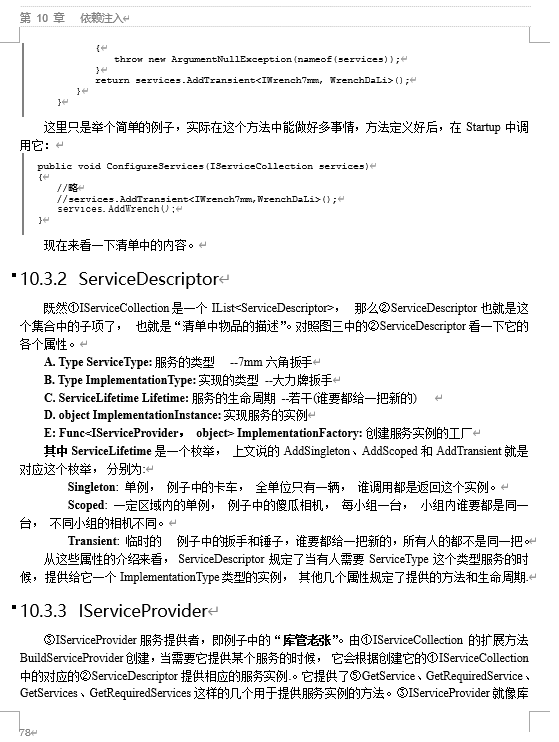 第 10 章 依赖注入
{
throw new ArgumentNullException(nameof(services));
}
return services.AddTransient<IWrench7mm, WrenchDaLi>();
}
}
这里只是举个简单的例子，实际在这个方法中能做好多事情，方法定义好后，在 Startup 中调
用它：
public void ConfigureServices(IServiceCollection services)
{
//略
//services.AddTransient<IWrench7mm,WrenchDaLi>();
services.AddWrench();
}
现在来看一下清单中的内容。
10.3.2 ServiceDescriptor
既然①IServiceCollection 是一个 IList<ServiceDescriptor>， 那么②ServiceDescriptor 也就是这
个集合中的子项了， 也就是“清单中物品的描述”。对照图三中的②ServiceDescriptor 看一下它的
各个属性。
A. Type ServiceType: 服务的类型 --7mm 六角扳手
B. Type ImplementationType: 实现的类型 --大力牌扳手
C. ServiceLifetime Lifetime: 服务的生命周期 --若干(谁要都给一把新的)
D. object ImplementationInstance: 实现服务的实例
E: Func<IServiceProvider， object> ImplementationFactory: 创建服务实例的工厂
其中 ServiceLifetime 是一个枚举， 上文说的 AddSingleton、AddScoped 和 AddTransient 就是
对应这个枚举， 分别为:
Singleton: 单例， 例子中的卡车， 全单位只有一辆， 谁调用都是返回这个实例。
Scoped: 一定区域内的单例， 例子中的傻瓜相机， 每小组一台， 小组内谁要都是同一
台， 不同小组的相机不同。
Transient: 临时的 例子中的扳手和锤子，谁要都给一把新的，所有人的都不是同一把。
从这些属性的介绍来看， ServiceDescriptor 规定了当有人需要 ServiceType 这个类型服务的时
候，提供给它一个 ImplementationType 类型的实例， 其他几个属性规定了提供的方法和生命周期.
10.3.3 IServiceProvider
③IServiceProvider 服务提供者，即例子中的“库管老张”。由①IServiceCollection 的扩展方法
BuildServiceProvider 创建，当需要它提供某个服务的时候， 它会根据创建它的①IServiceCollection
中的对应的②ServiceDescriptor 提供相应的服务实例.。它提供了⑤GetService、GetRequiredService、
GetServices、GetRequiredServices 这样的几个用于提供服务实例的方法。③IServiceProvider 就像库
78